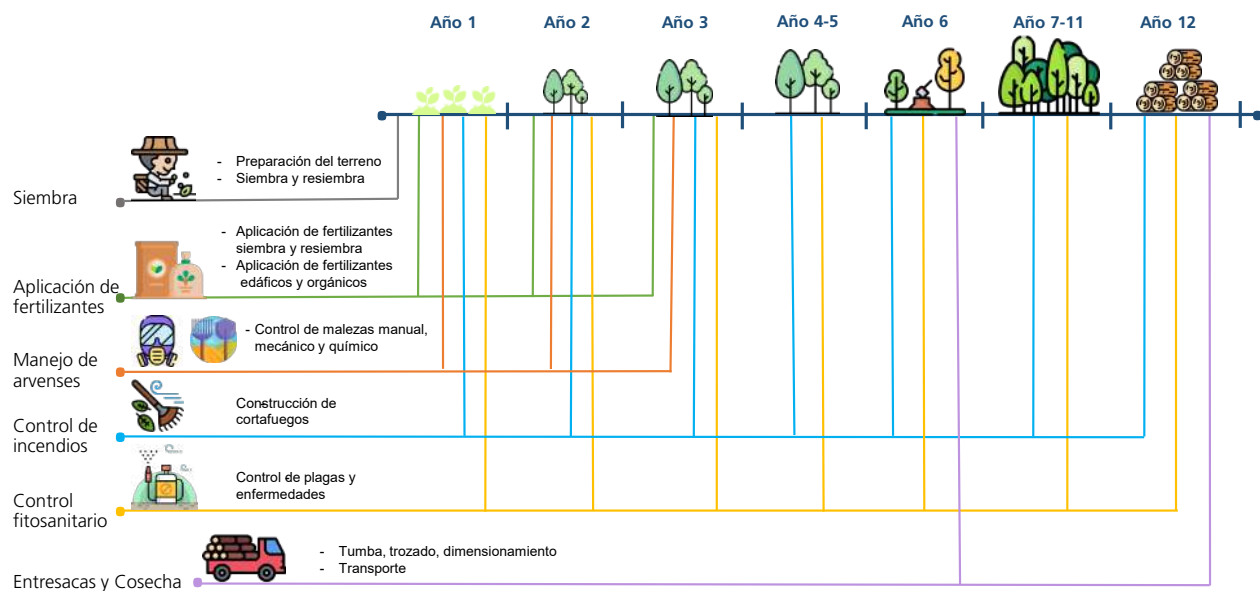 Año 1
Año 2
Año 3
Año 4-5
Año 6
Año 7-11
Año 12
- Preparación del terreno
- Siembra y resiembra
Siembra
- Aplicación de fertilizantes
siembra y resiembra
- Aplicación de fertilizantes
edáficos y orgánicos
Aplicación de
fertilizantes
- Control de malezas manual,
mecánico y químico
Manejo de
arvenses
- Construcción de
cortafuegos
Control de
incendios
- Control de plagas y
enfermedades
Control
fitosanitario
- Tumba, trozado, dimensionamiento
- Transporte
Entresacas y Cosecha